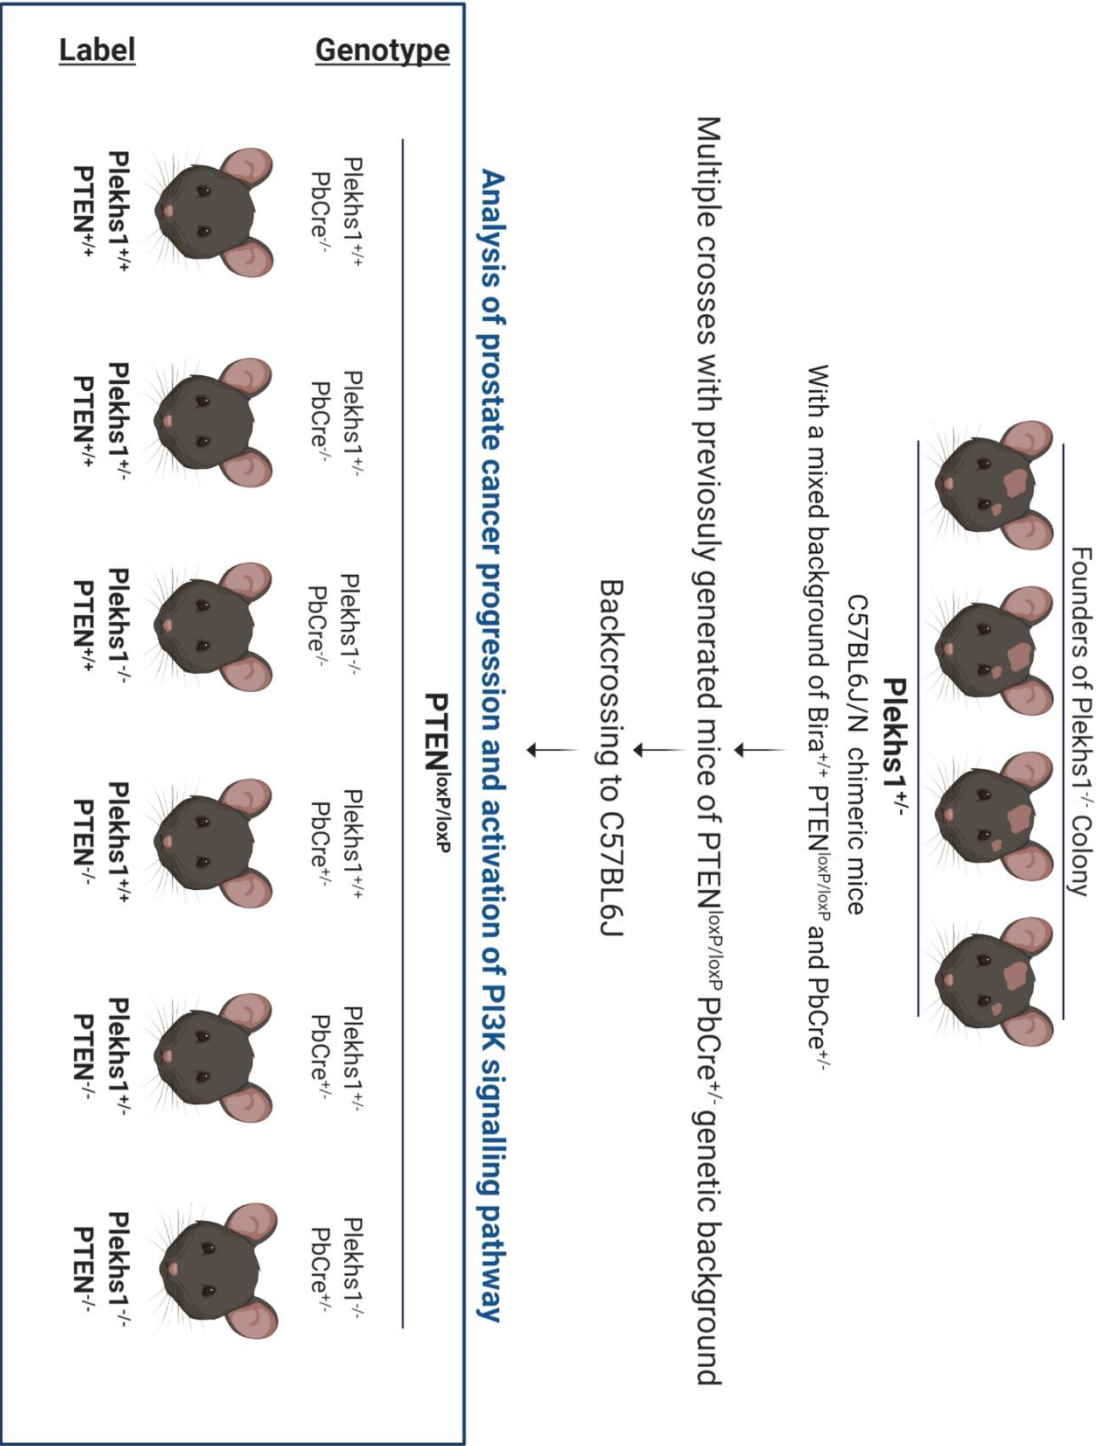 Founders of Plekhs1-/- Colony
Plekhs1+/-
C57BL6J/N chimeric mice
With a mixed background of Bira+/+ PTENloxP/loxP and PbCre+/-
Multiple crosses with previosuly generated mice of PTENloxP/loxP PbCre+/- genetic background
Backcrossing to C57BL6J
Analysis of prostate cancer progression and activation of PI3K signalling pathway
PTENloxP/loxP
Genotype
Plekhs1+/+
PbCre-/-
Plekhs1+/-
PbCre-/-
Plekhs1-/-
PbCre-/-
Plekhs1+/+
PbCre+/-
Plekhs1+/-
PbCre+/-
Plekhs1-/-
PbCre+/-
Label
Plekhs1+/+
PTEN+/+
Plekhs1+/-
PTEN+/+
Plekhs1-/-
PTEN+/+
Plekhs1+/+
PTEN-/-
Plekhs1+/-
PTEN-/-
Plekhs1-/-
PTEN-/-